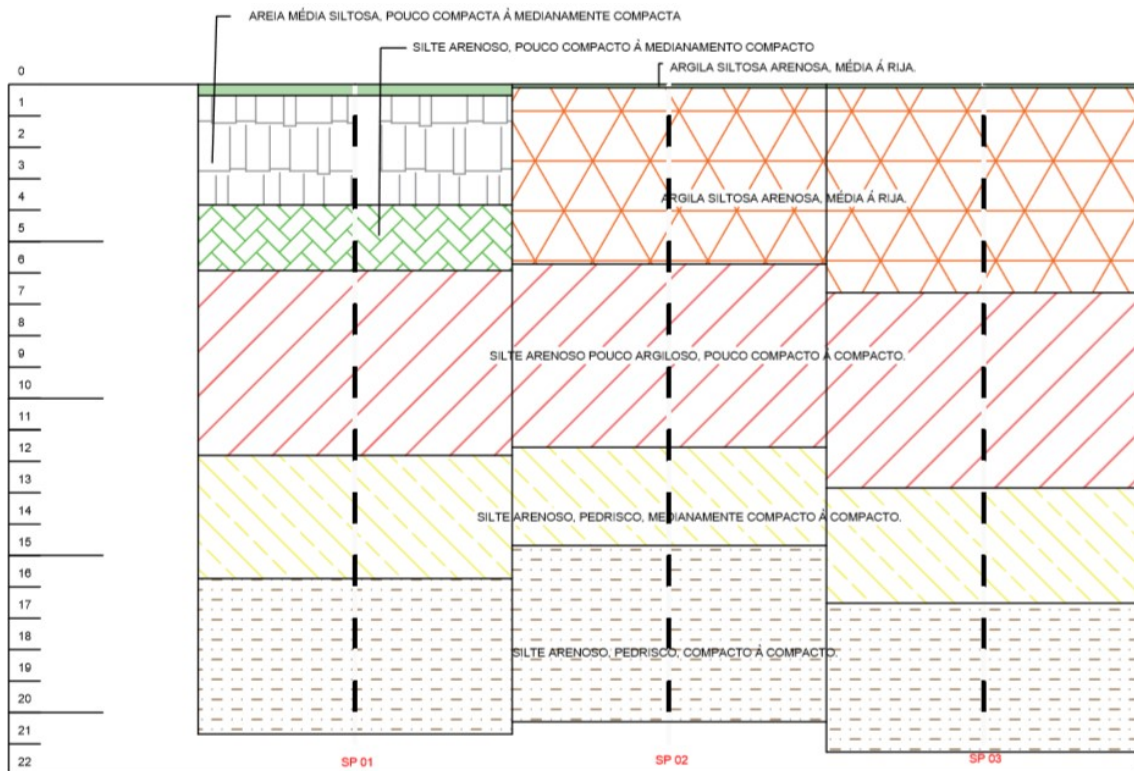 AREIA MÉDIA SILTOSA, POUCO COMPACTA Á MEDIANAMENTE COMPACTA
SILTE ARENOSO, POUCO COMPACTO Á MEDIANAMENTO COMPACTO
ARGILA SILTOSA ARENOSA, MÉDIA Á RIJA.
0
1
2
3
4
ARGILA SILTOSA ARENOSA, MÉDIA Á RIJA.
5
6
7
8
9
SILTE ARENOSO POUCO ARGILOSO, POUCO COMPACTO Á COMPACTO.
10
11
12
13
14
SILTE ARENOSO, PEDRISCO, MEDIANAMENTE COMPACTO Á COMPACTO.
15
16
17
18
SILTE ARENOSO, PEDRISCO, COMPACTO Á COMPACTO.
19
20
21
22
SP 01
SP 02
SP 03